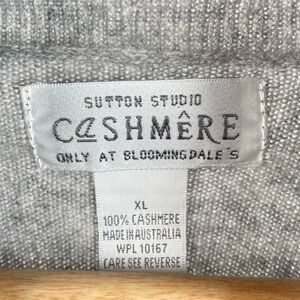 SUTTON STUDIO
CaSHMÊRE
ONLY AT BLOOMINGDALE'S
XL
100% CASHMERE
MADE IN AUSTRALIA
WPL 10167
CARE SEE REVERSE